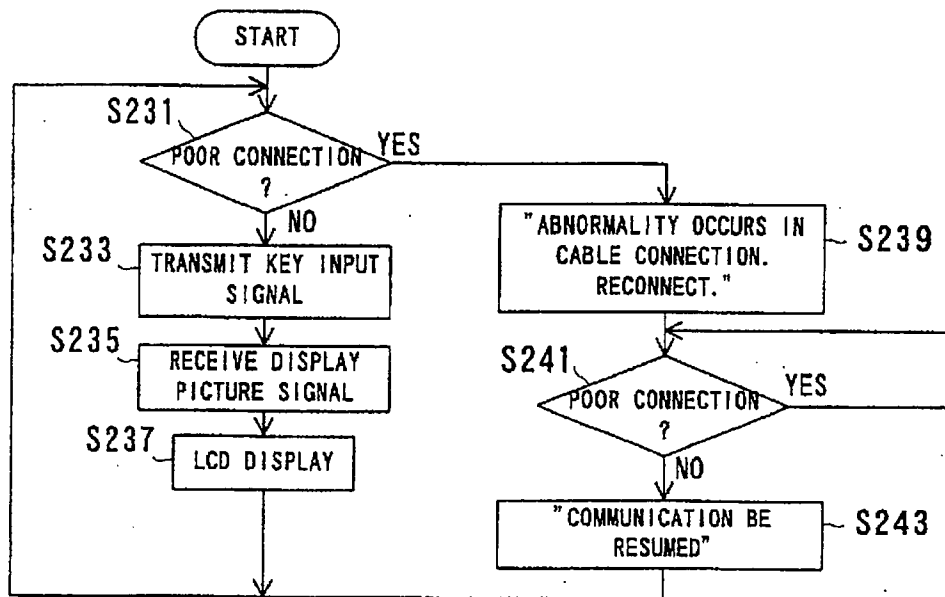 START
S231
POOR CONNECTION
?
YES
NO
S233
TRANSMIT KEY INPUT
SIGNAL
S235
RECEIVE DISPLAY
PICTURE SIGNAL
S237
LCD DISPLAY
"ABNORMALITY OCCURS IN
CABLE CONNECTION.
RECONNECT."
S239
S241
POOR CONNECTION
?
YES
NO
"COMMUNICATION BE
RESUMED"
S243